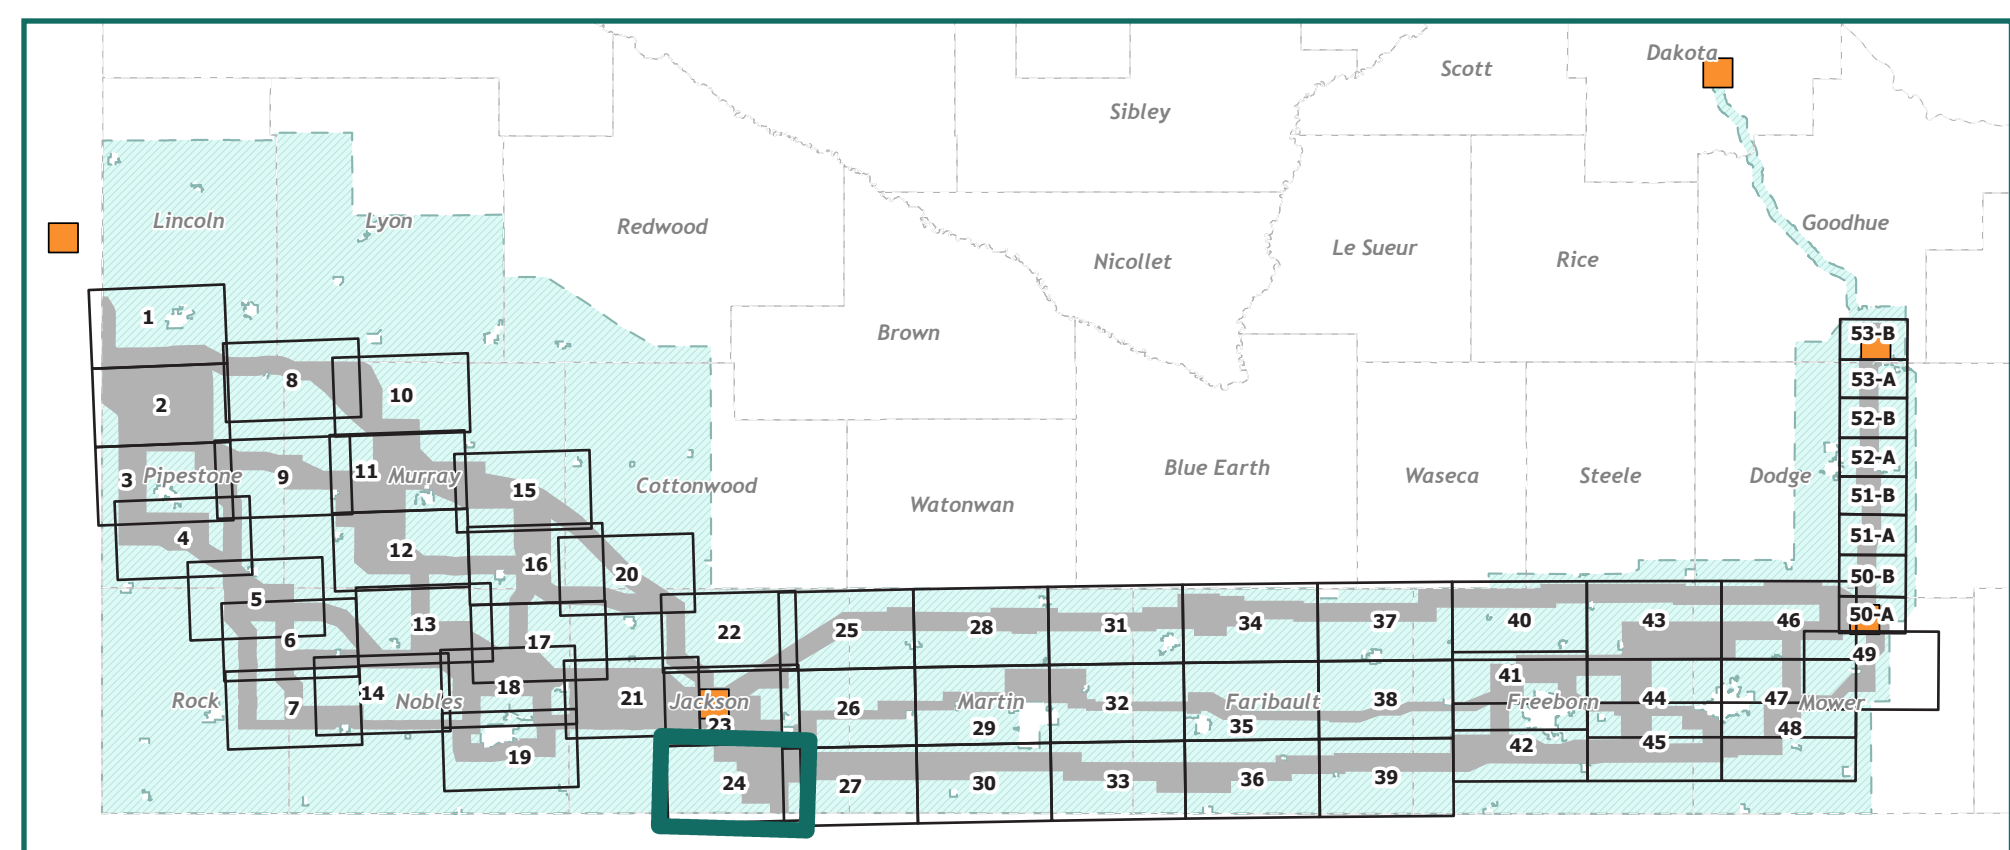 Dakota
Scott
Sibley
Lincoln
Lyon
Redwood
Goodhue
Le Sueur
Rice
Nicollet
1
Brown
53-B
8
10
53-A
2
52-B
52-A
Blue Earth
11
Pipestone
9
Murray
Waseca
Steele
Dodge
3
15
Cottonwood
51-B
Watonwan
4
51-A
12
16
20
50-B
5
50-A
13
22
25
28
31
34
37
40
43
46
6
17
49
41
18
14
21
44
47
Rock
Nobles
Jackson
Martin
32
Faribault
38
Freeborn
Mower
7
26
23
29
35
48
42
45
19
24
27
30
33
36
39